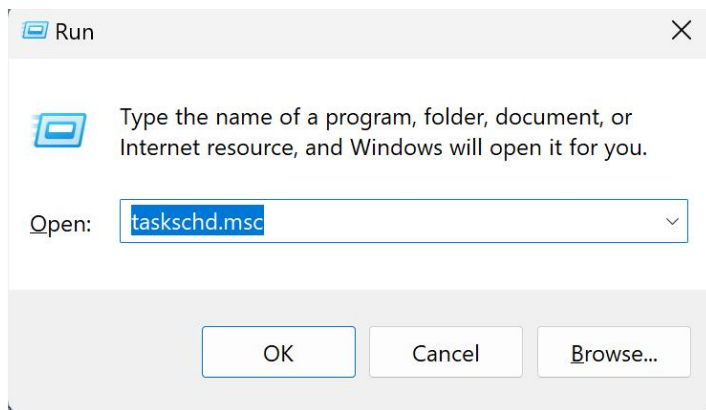 Run
Type the name of a program, folder, document, or
Internet resource, and Windows will open it for you.
Open: taskschd.msc
OK Cancel Browse...